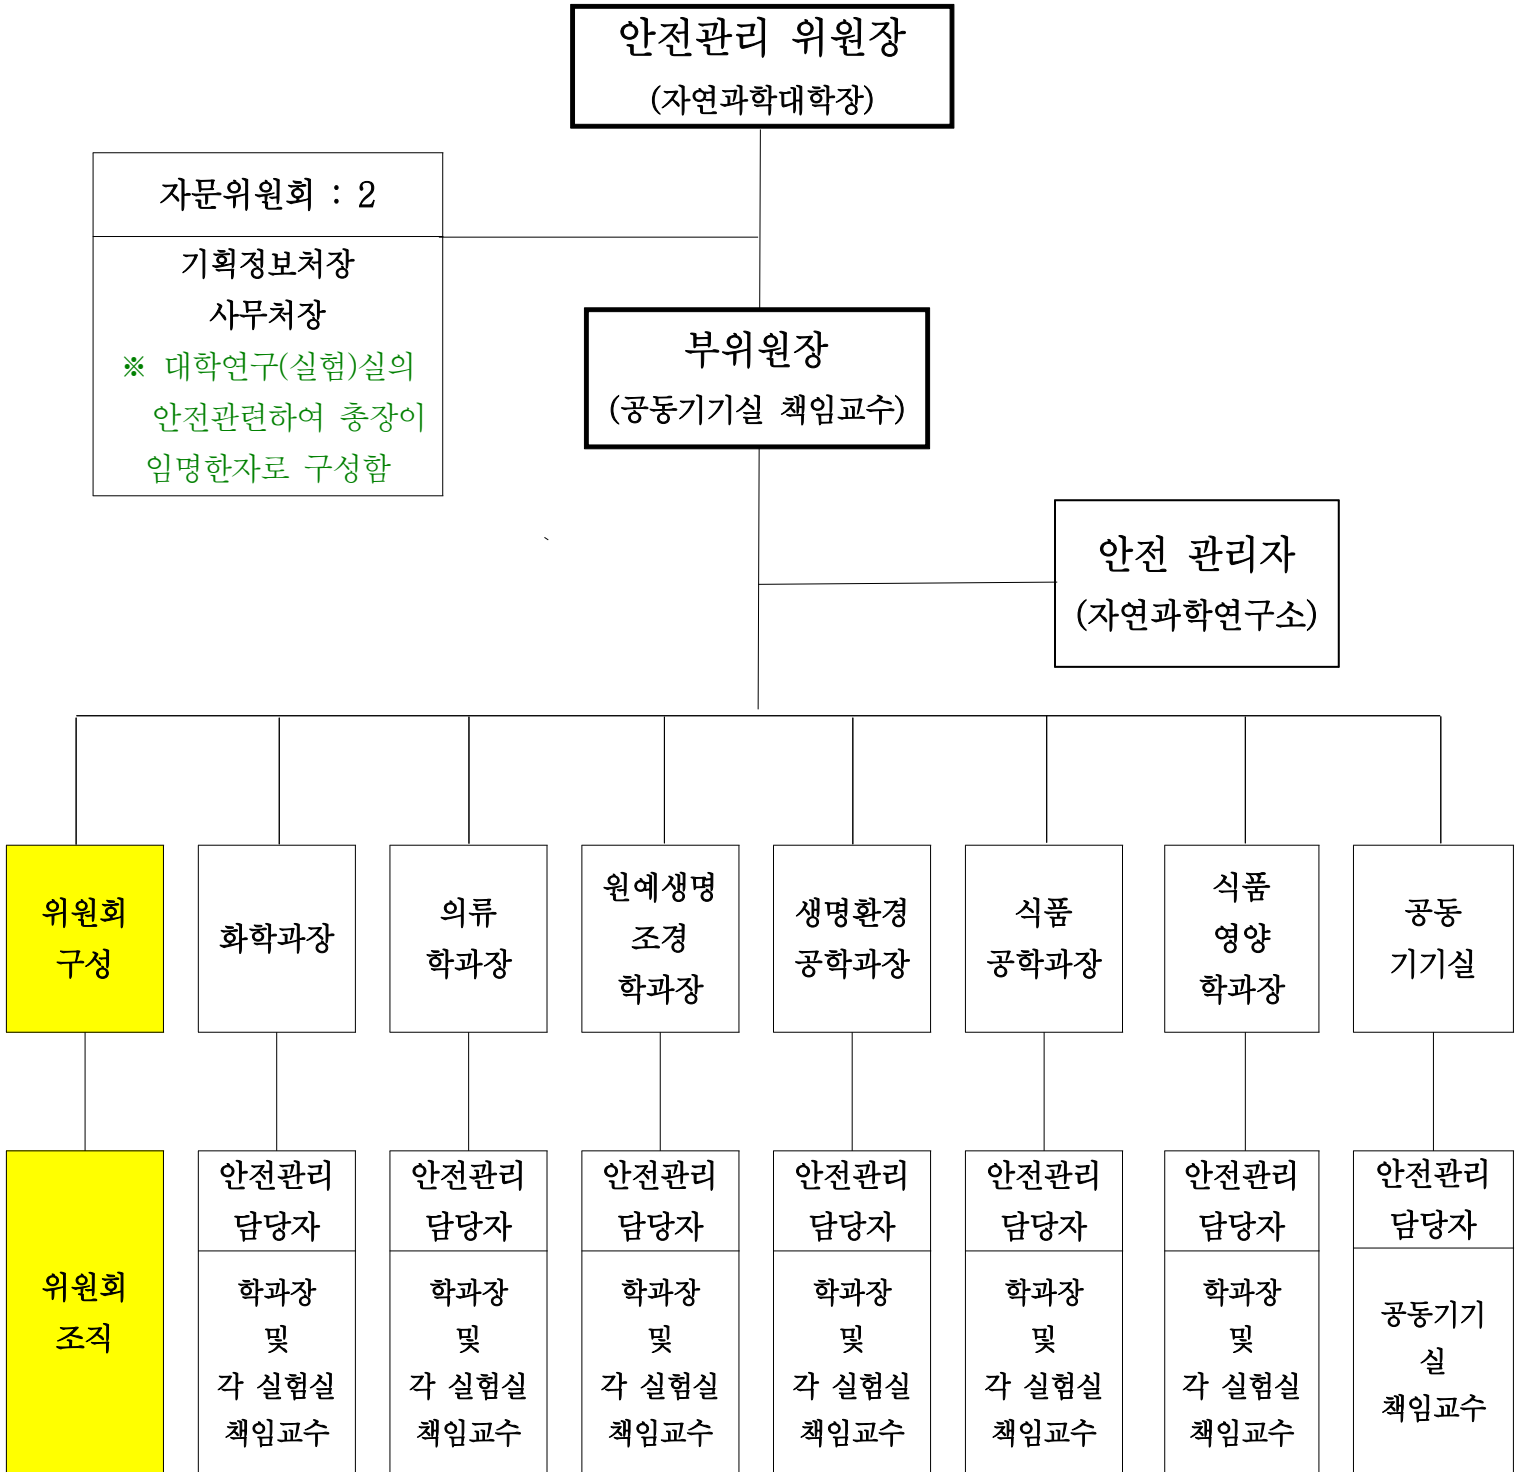 안전관리 위원장
(자연과학대학장)
자문위원회 : 2
기획정보처장
사무처장
※ 대학연구(실험)실의
안전관련하여 총장이
임명한자로 구성함
부위원장
(공동기기실 책임교수)
안전 관리자
(자연과학연구소)
위원회
구성
화학과장
의류
학과장
원예생명
조경
학과장
생명환경
공학과장
식품
공학과장
식품
영양
학과장
공동
기기실
위원회
조직
안전관리
담당자
학과장
및
각 실험실
책임교수
안전관리
담당자
학과장
및
각 실험실
책임교수
안전관리
담당자
학과장
및
각 실험실
책임교수
안전관리
담당자
학과장
및
각 실험실
책임교수
안전관리
담당자
학과장
및
각 실험실
책임교수
안전관리
담당자
학과장
및
각 실험실
책임교수
안전관리
담당자
공동기기
실
책임교수